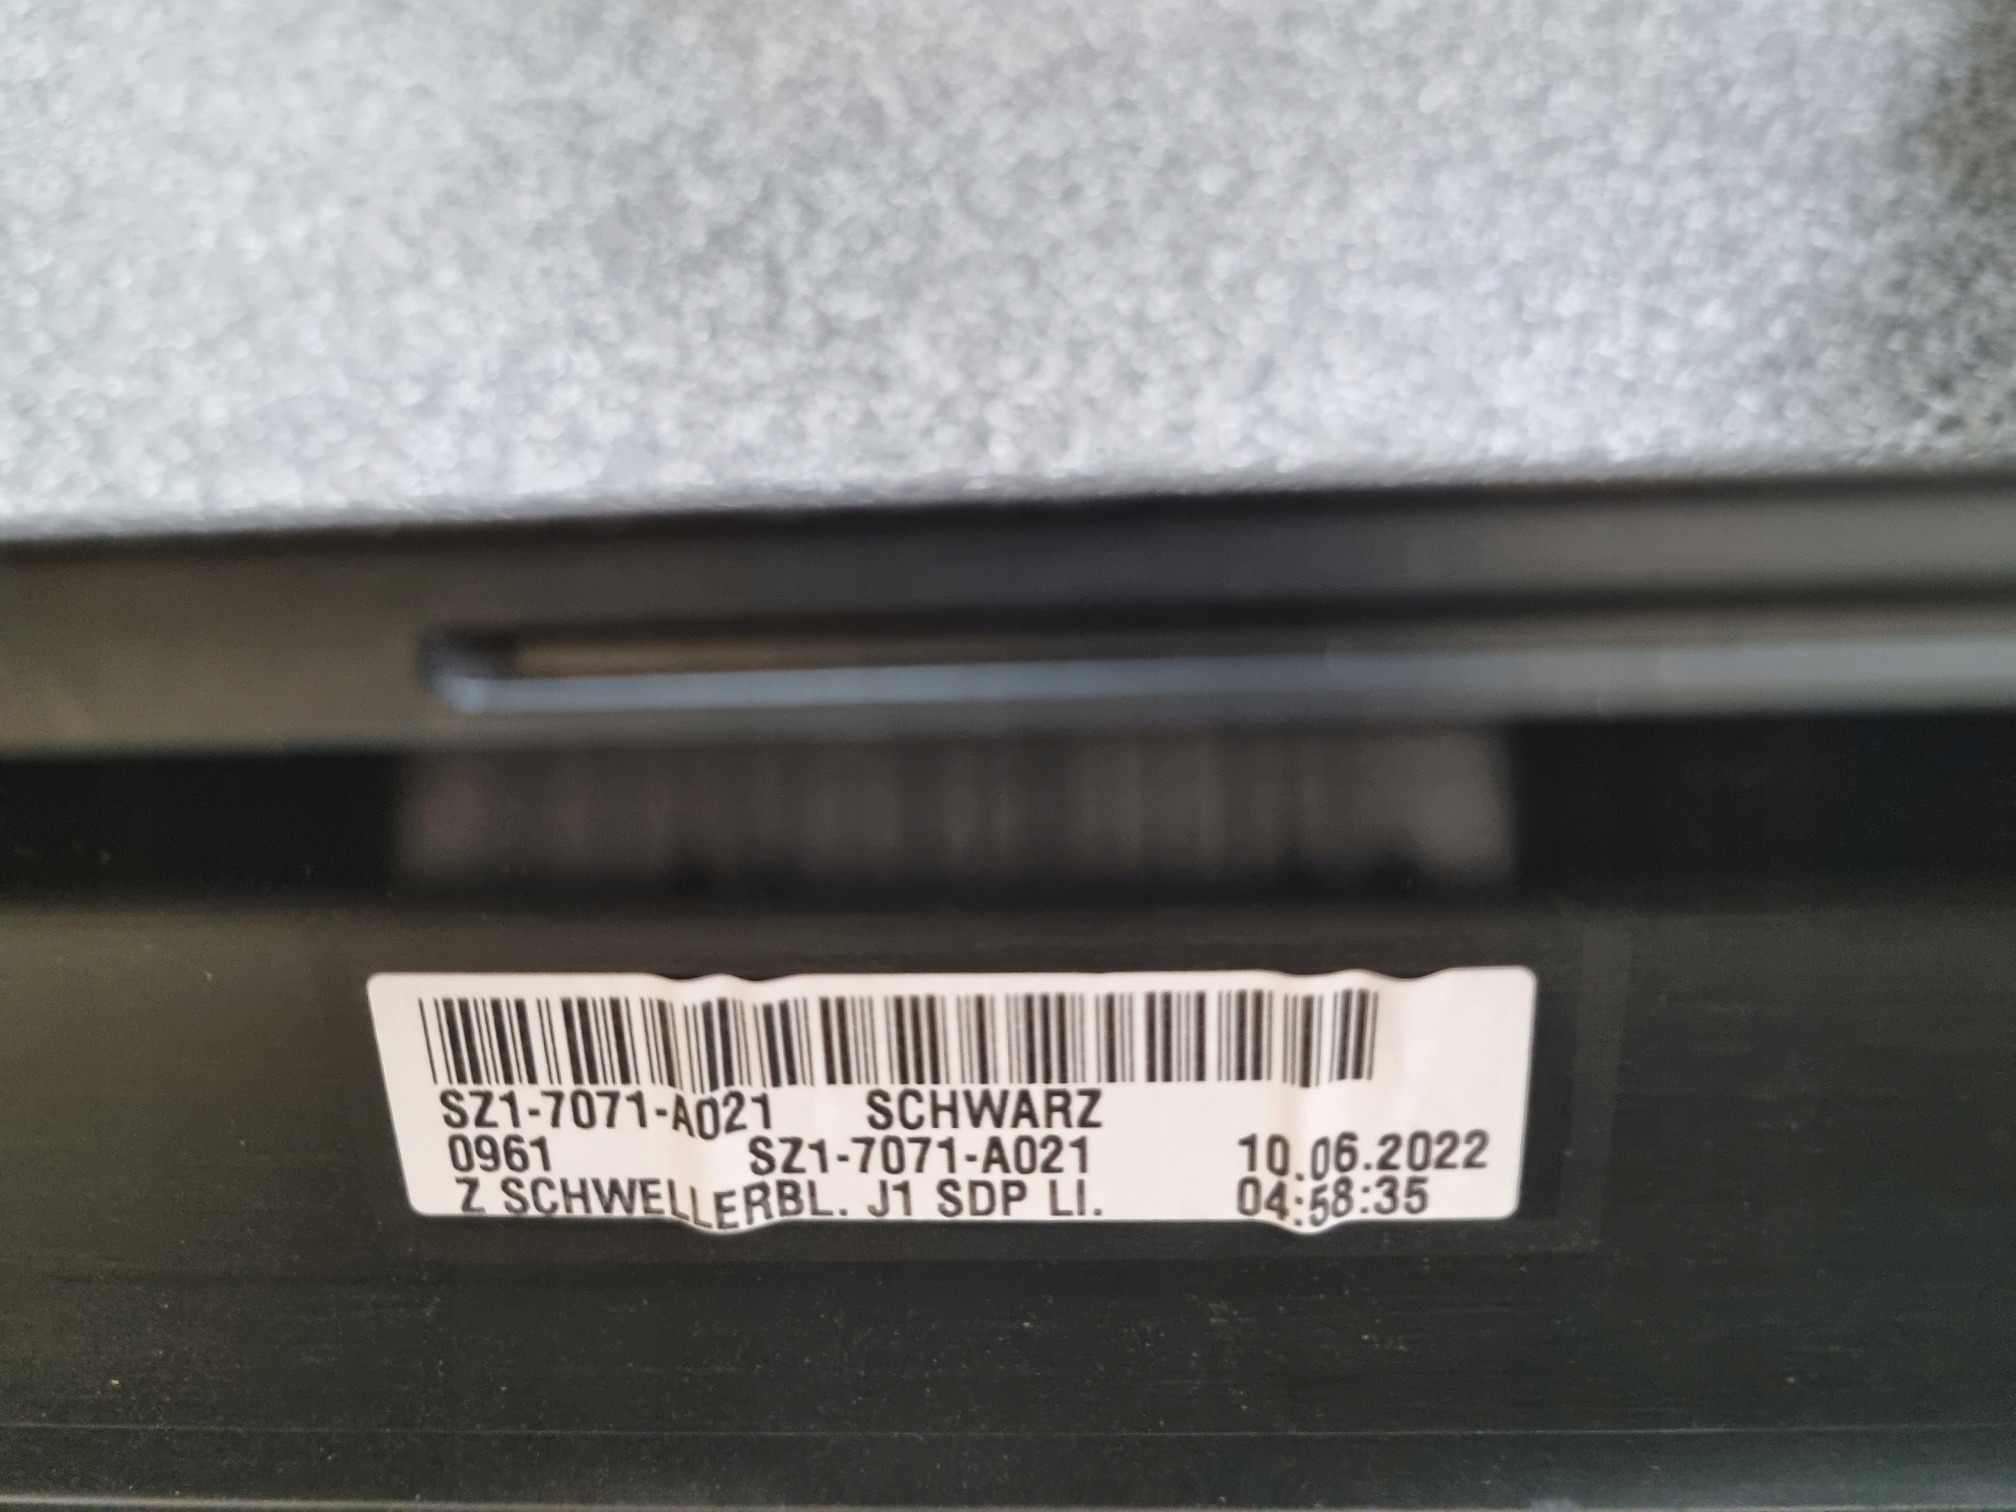 SZ1-7071-A021 SCHWARZ
0961 SZ1-7071-A021 10.06.2022
Z SCHWELLERBL. J1 SDP LI. 04:58:35